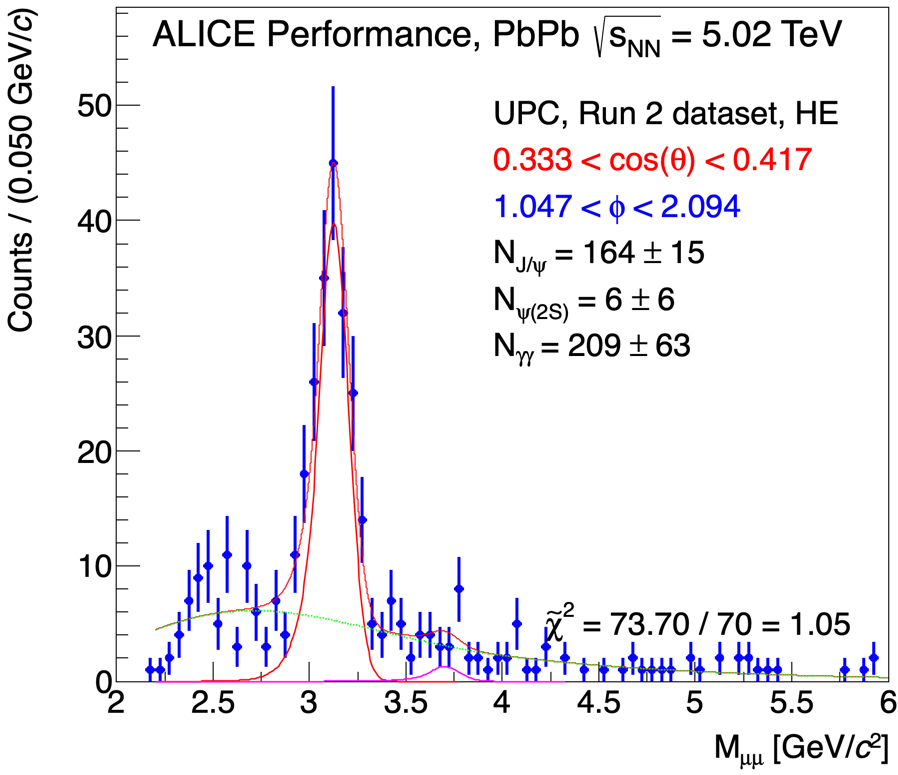 ALICE Performance, PbPb √sNN = 5.02 TeV
UPC, Run 2 dataset, HE
0.333 < cos(θ) < 0.417
1.047 < ϕ < 2.094
NJ/ψ = 164 ± 15
Nψ(2S) = 6 ± 6
Nγγ = 209 ± 63
χ̃² = 73.70 / 70 = 1.05
Counts / (0.050 GeV/c)
50
40
30
20
10
0
2 2.5 3 3.5 4 4.5 5 5.5 6
Mμμ [GeV/c²]